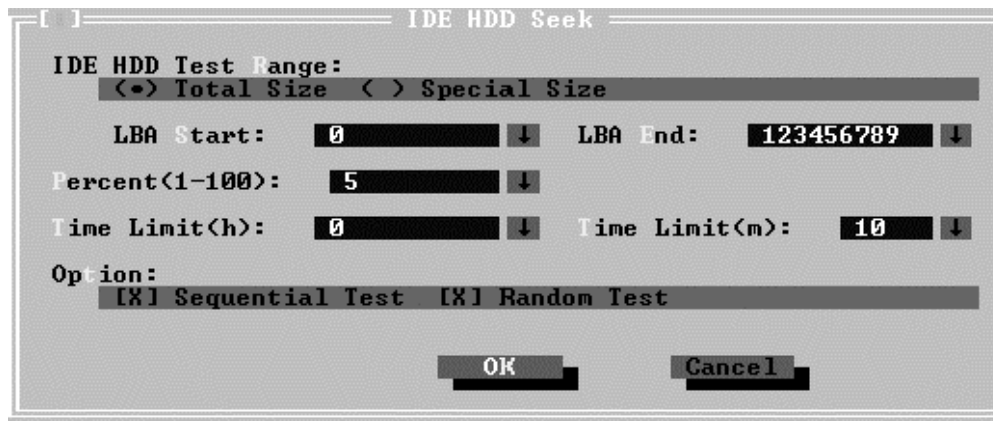 [ ] IDE HDD Seek
IDE HDD Test Range:
(•) Total Size ( ) Special Size
LBA Start: 0 ↓ LBA End: 123456789 ↓
Percent(1-100): 5 ↓
Time Limit(h): 0 ↓ Time Limit(m): 10 ↓
Option:
[X] Sequential Test [X] Random Test
OK Cancel